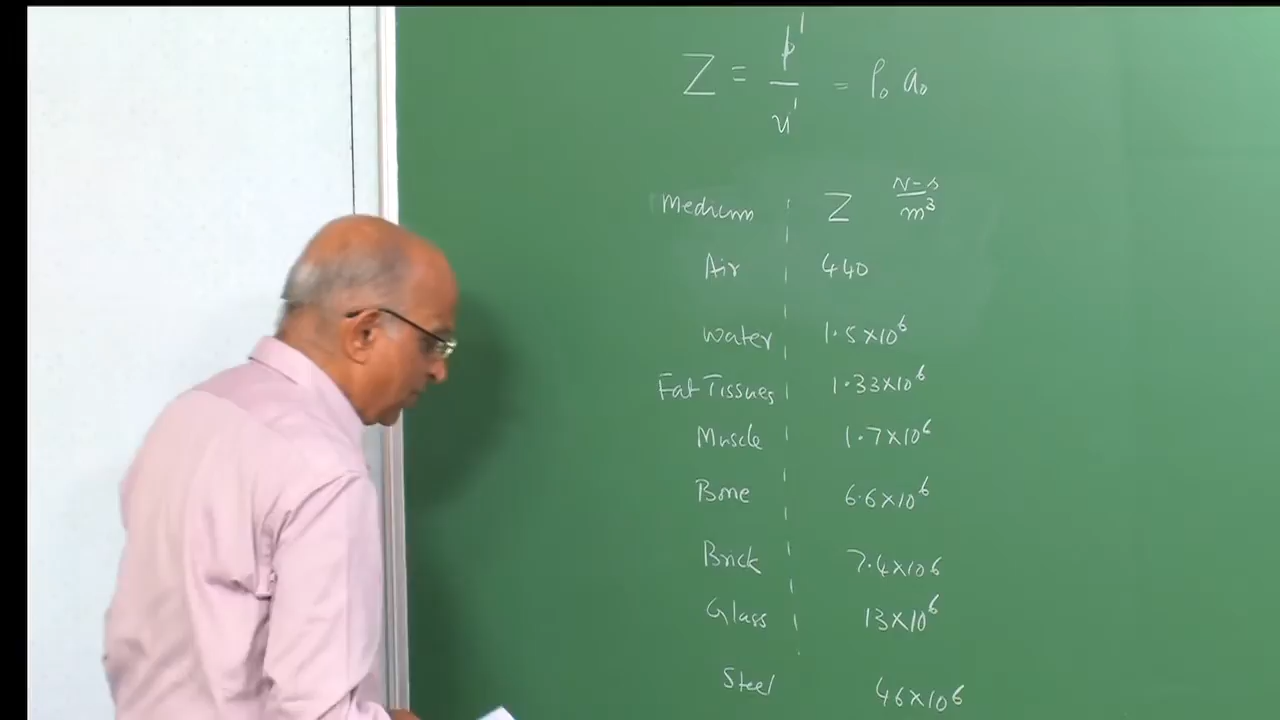 Z = p' / u' = ρ₀ a₀
Medium Z N-s/m³
Air 440
Water 1.5×10⁶
Fat Tissues 1.33×10⁶
Muscle 1.7×10⁶
Bone 6.6×10⁶
Brick 7.4×10⁶
Glass 13×10⁶
Steel 46×10⁶